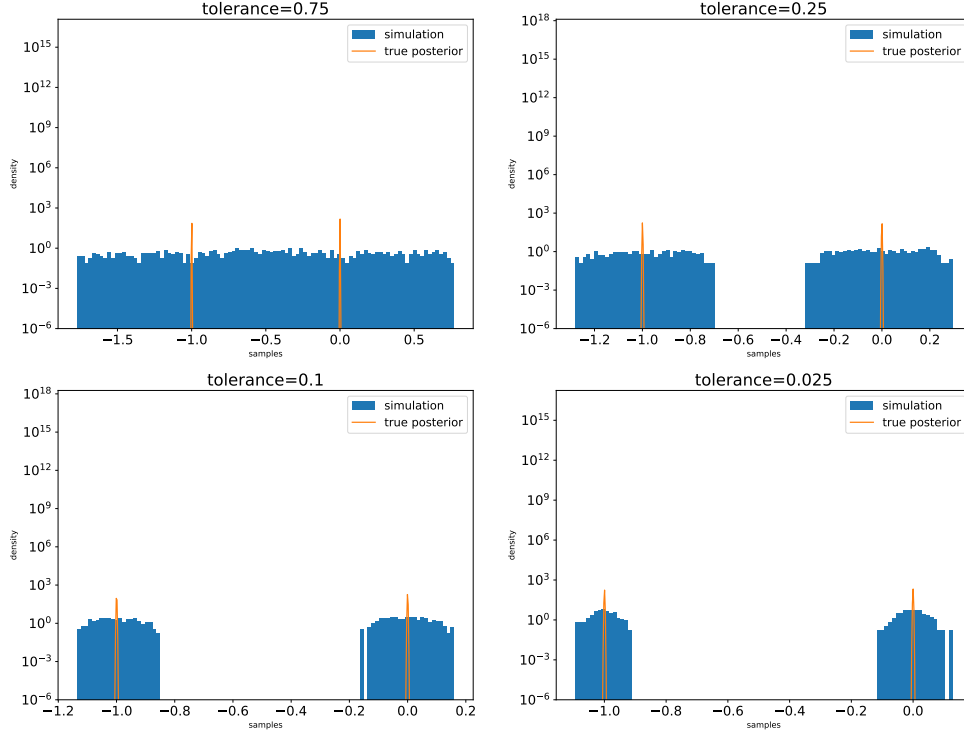 tolerance=0.75
10^15
10^12
10^9
10^6
10^3
10^0
10^−3
10^−6
density
simulation
true posterior
−1.5 −1.0 −0.5 0.0 0.5
samples
tolerance=0.25
10^18
10^15
10^12
10^9
10^6
10^3
10^0
10^−3
10^−6
density
simulation
true posterior
−1.2 −1.0 −0.8 −0.6 −0.4 −0.2 0.0 0.2
samples
tolerance=0.1
10^18
10^15
10^12
10^9
10^6
10^3
10^0
10^−3
10^−6
density
simulation
true posterior
−1.2 −1.0 −0.8 −0.6 −0.4 −0.2 0.0 0.2
samples
tolerance=0.025
10^15
10^12
10^9
10^6
10^3
10^0
10^−3
10^−6
density
simulation
true posterior
−1.0 −0.8 −0.6 −0.4 −0.2 0.0
samples